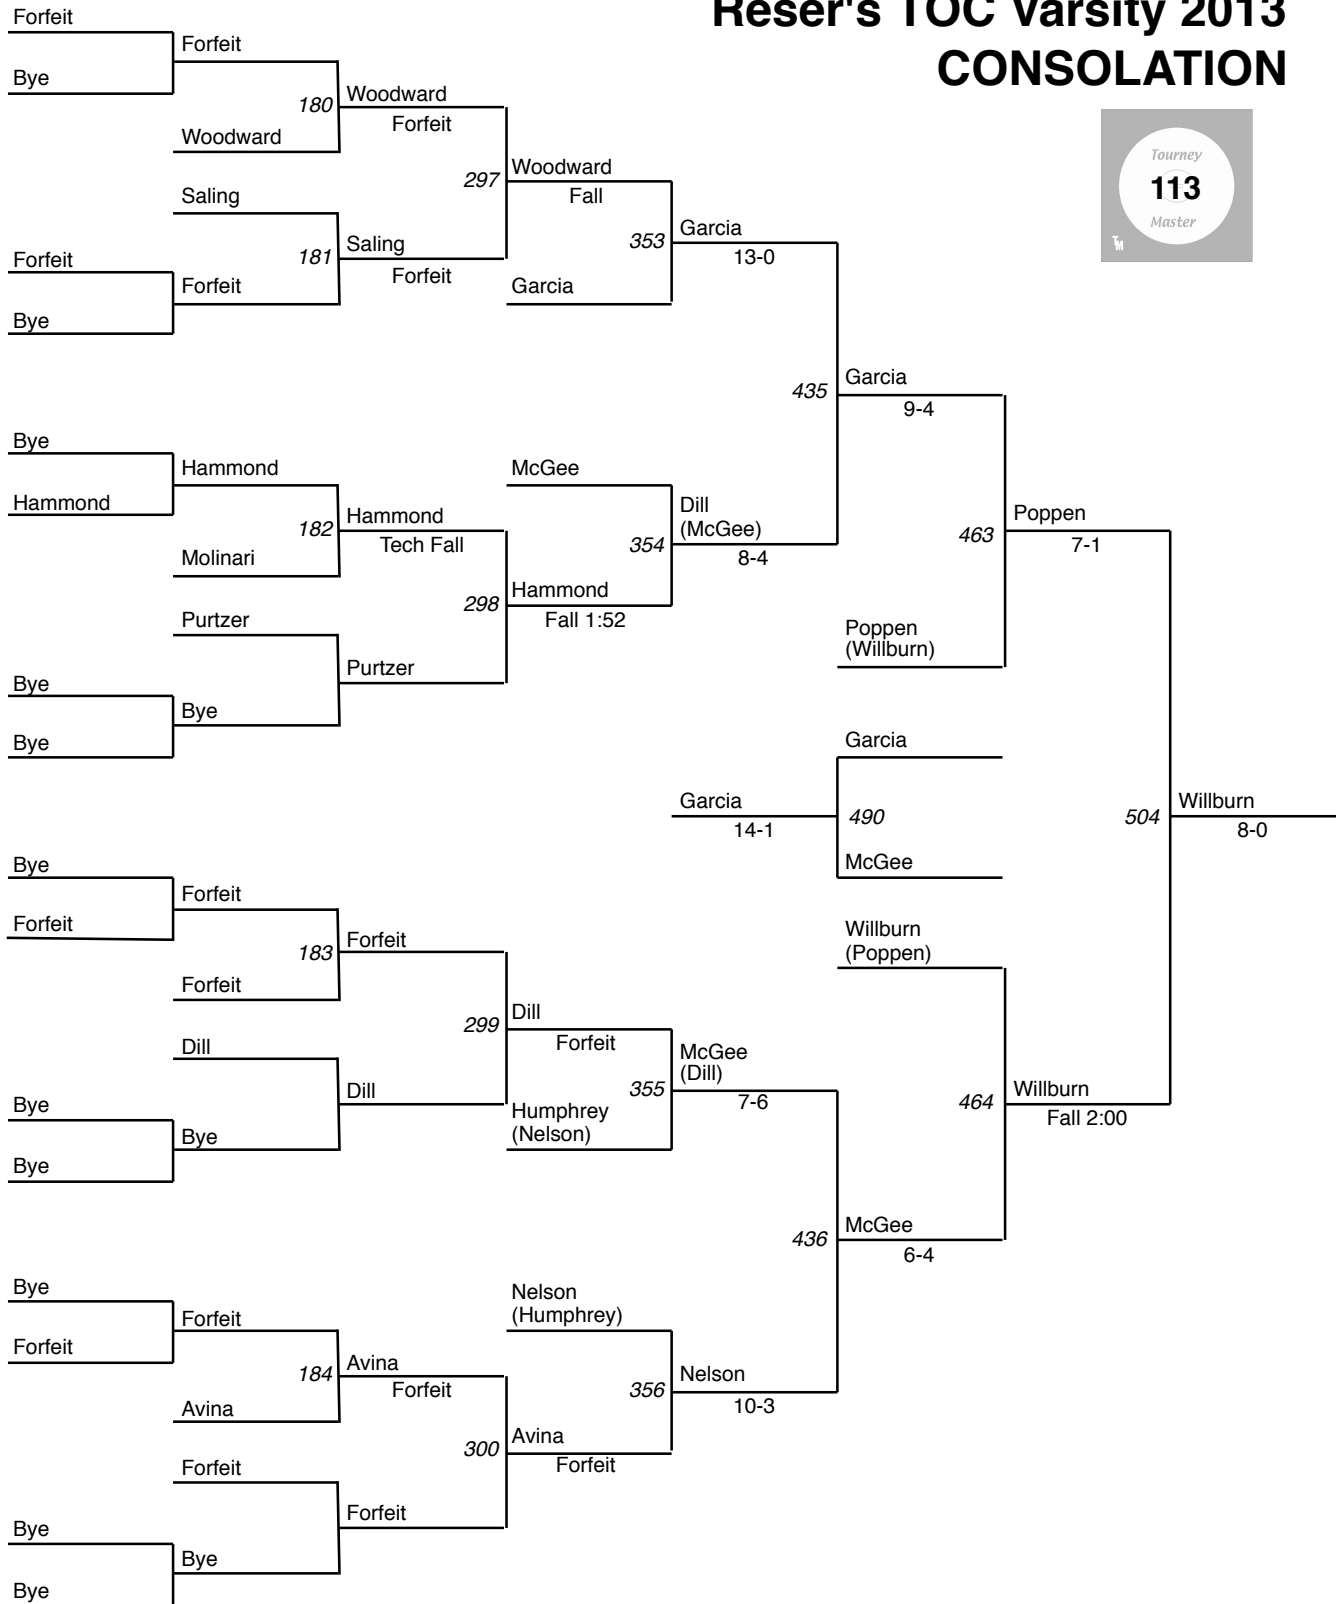 Reser's TOC Varsity 2013
CONSOLATION
Tourney
113
Master
TM
Forfeit
Bye
Forfeit
180
Woodward
Woodward
Forfeit
Saling
181
Saling
Forfeit
Forfeit
Bye
Forfeit
297
Woodward
Fall
Garcia
353
Garcia
13-0
Bye
Hammond
Hammond
182
Molinari
Hammond
Tech Fall
Purtzer
Purtzer
Bye
Bye
Bye
298
Hammond
Fall 1:52
McGee
354
Dill
(McGee)
8-4
435
Garcia
9-4
463
Poppen
7-1
Poppen
(Willburn)
Garcia
490
McGee
Garcia
14-1
504
Willburn
8-0
Bye
Forfeit
Forfeit
183
Forfeit
Forfeit
Dill
Dill
Bye
Bye
Bye
299
Dill
Forfeit
Humphrey
(Nelson)
355
McGee
(Dill)
7-6
Willburn
(Poppen)
464
Willburn
Fall 2:00
436
McGee
6-4
Bye
Forfeit
Forfeit
184
Avina
Avina
Forfeit
Forfeit
Forfeit
Bye
Bye
Bye
300
Avina
Forfeit
Nelson
(Humphrey)
356
Nelson
10-3